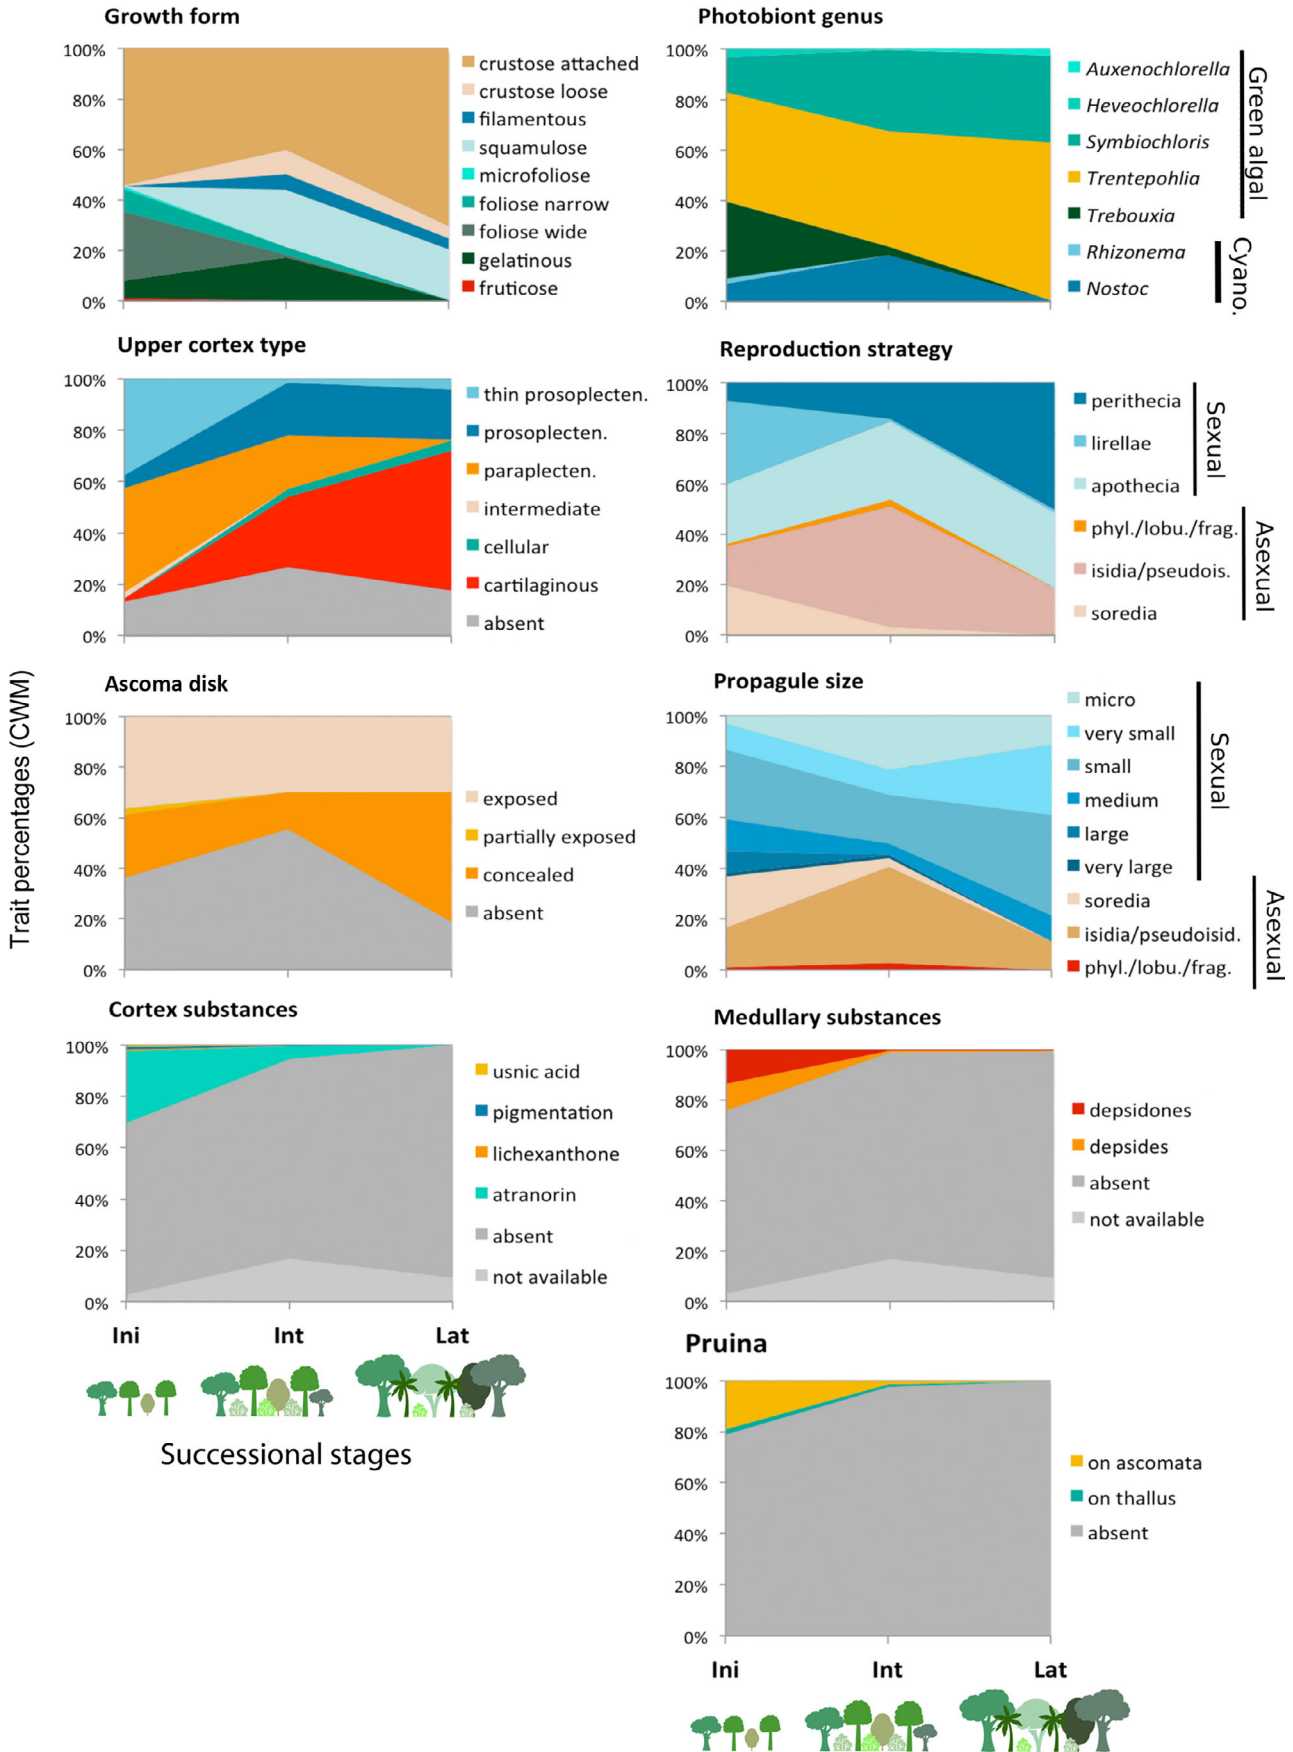 Growth form
100%
80%
60%
40%
20%
0%
crustose attached
crustose loose
filamentous
squamulose
microfoliose
foliose narrow
foliose wide
gelatinous
fruticose
Photobiont genus
100%
80%
60%
40%
20%
0%
Auxenochlorella
Heveochlorella
Symbiochloris
Trentepohlia
Trebouxia
Rhizonema
Nostoc
Green algal
Cyano.
Upper cortex type
100%
80%
60%
40%
20%
0%
thin prosoplecten.
prosoplecten.
paraplecten.
intermediate
cellular
cartilaginous
absent
Reproduction strategy
100%
80%
60%
40%
20%
0%
perithecia
lirellae
apothecia
phyl./lobu./frag.
isidia/pseudois.
soredia
Sexual
Asexual
Trait percentages (CWM)
Ascoma disk
100%
80%
60%
40%
20%
0%
exposed
partially exposed
concealed
absent
Propagule size
100%
80%
60%
40%
20%
0%
micro
very small
small
medium
large
very large
soredia
isidia/pseudoisid.
phyl./lobu./frag.
Sexual
Asexual
Cortex substances
100%
80%
60%
40%
20%
0%
usnic acid
pigmentation
lichexanthone
atranorin
absent
not available
Ini Int Lat
Successional stages
Medullary substances
100%
80%
60%
40%
20%
0%
depsidones
depsides
absent
not available
Pruina
100%
80%
60%
40%
20%
0%
on ascomata
on thallus
absent
Ini Int Lat